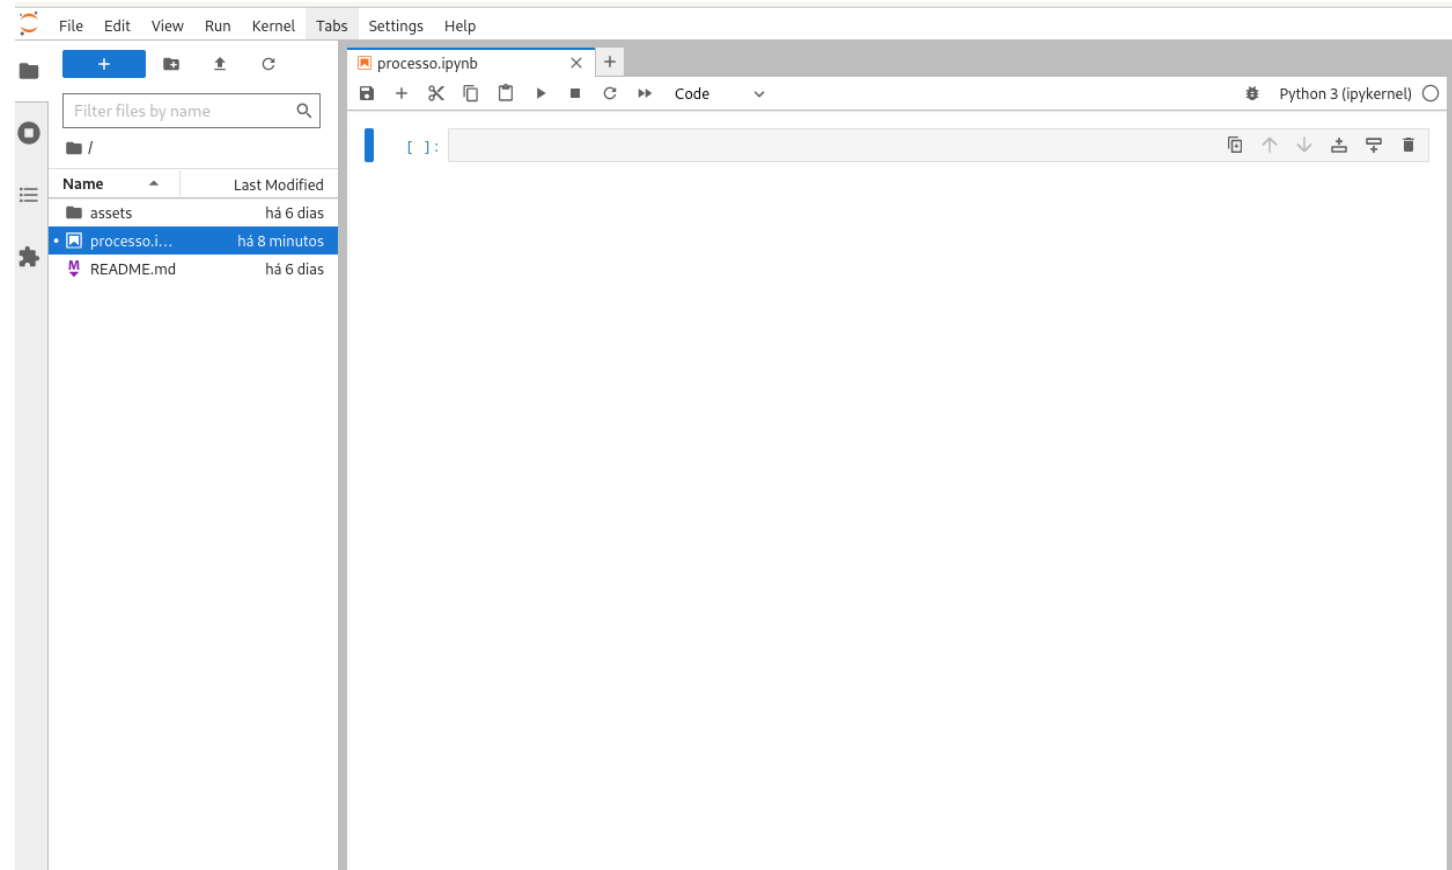 File Edit View Run Kernel Tabs Settings Help
+
processo.ipynb × +
Code
Python 3 (ipykernel)
Filter files by name
/
Name Last Modified
assets há 6 dias
processo.i... há 8 minutos
README.md há 6 dias
[ ]: